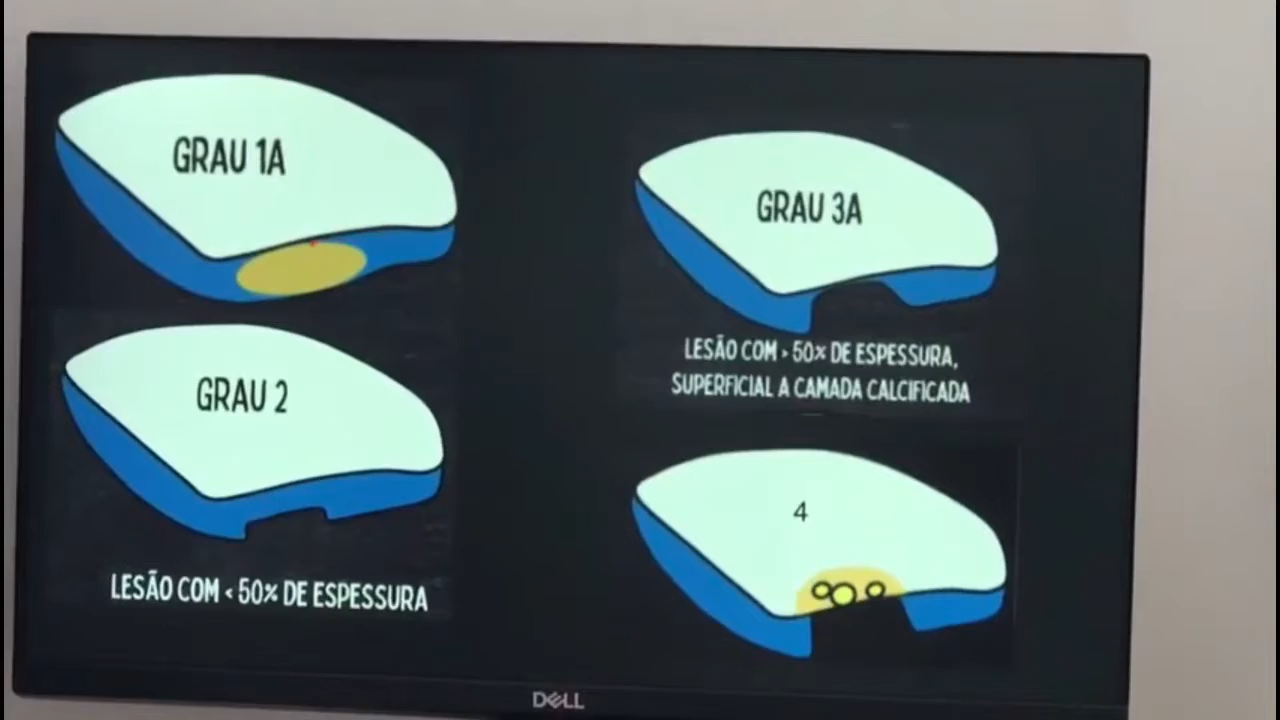 GRAU 1A
GRAU 2
LESÃO COM < 50% DE ESPESSURA
GRAU 3A
LESÃO COM > 50% DE ESPESSURA,
SUPERFICIAL A CAMADA CALCIFICADA
4
DELL